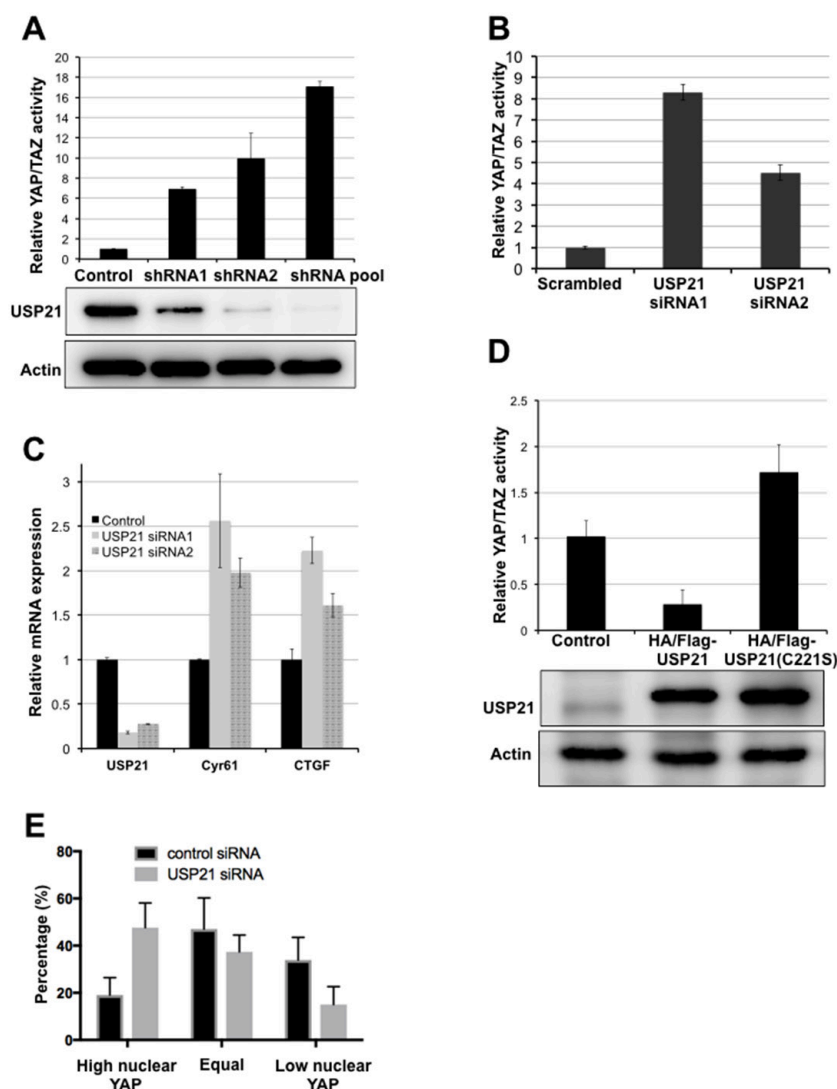 A
Relative YAP/TAZ activity
20
18
16
14
12
10
8
6
4
2
0
Control shRNA1 shRNA2 shRNA pool
USP21
Actin
B
Relative YAP/TAZ activity
10
9
8
7
6
5
4
3
2
1
0
Scrambled USP21 USP21
siRNA1 siRNA2
C
Relative mRNA expression
3
2.5
2
1.5
1
0.5
0
Control
USP21 siRNA1
USP21 siRNA2
USP21 Cyr61 CTGF
D
Relative YAP/TAZ activity
2.5
2
1.5
1
0.5
0
Control HA/Flag- HA/Flag-
USP21 USP21(C221S)
USP21
Actin
E
Percentage (%)
80
60
40
20
0
control siRNA
USP21 siRNA
High nuclear Equal Low nuclear
YAP YAP